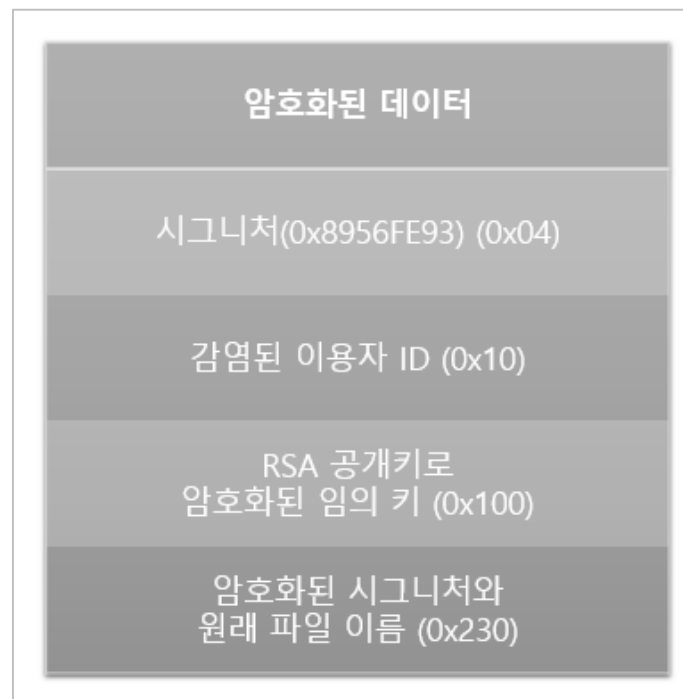 암호화된 데이터
시그니처(0x8956FE93) (0x04)
감염된 이용자 ID (0x10)
RSA 공개키로
암호화된 임의 키 (0x100)
암호화된 시그니처와
원래 파일 이름 (0x230)